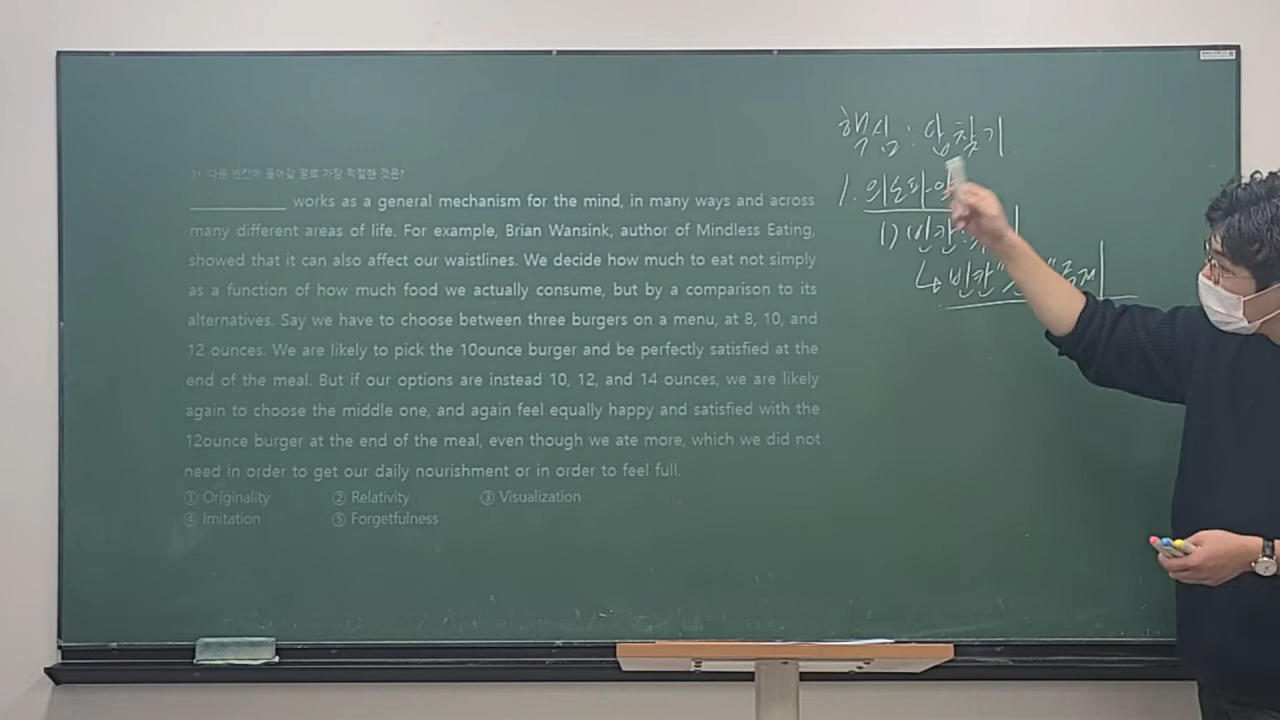 31. 다음 빈칸에 들어갈 말로 가장 적절한 것은?
____________ works as a general mechanism for the mind, in many ways and across
many different areas of life. For example, Brian Wansink, author of Mindless Eating,
showed that it can also affect our waistlines. We decide how much to eat not simply
as a function of how much food we actually consume, but by a comparison to its
alternatives. Say we have to choose between three burgers on a menu, at 8, 10, and
12 ounces. We are likely to pick the 10ounce burger and be perfectly satisfied at the
end of the meal. But if our options are instead 10, 12, and 14 ounces, we are likely
again to choose the middle one, and again feel equally happy and satisfied with the
12ounce burger at the end of the meal, even though we ate more, which we did not
need in order to get our daily nourishment or in order to feel full.
① Originality ② Relativity ③ Visualization
④ Imitation ⑤ Forgetfulness
핵심: 답찾기
1. 의도파악
1) 빈칸
↳ 빈칸